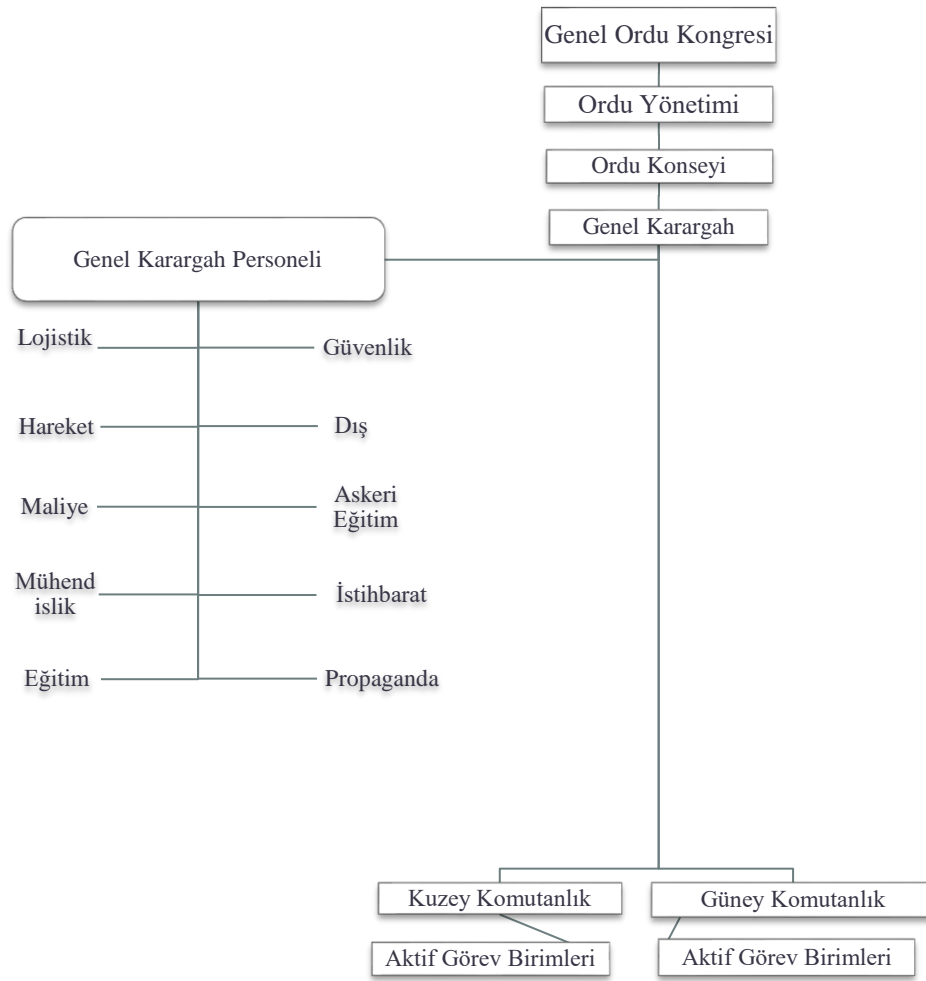 Genel Ordu Kongresi
Ordu Yönetimi
Ordu Konseyi
Genel Karargah
Genel Karargah Personeli
Lojistik
Güvenlik
Hareket
Dış
Maliye
Askeri
Eğitim
Mühend
islik
İstihbarat
Eğitim
Propaganda
Kuzey Komutanlık
Güney Komutanlık
Aktif Görev Birimleri
Aktif Görev Birimleri